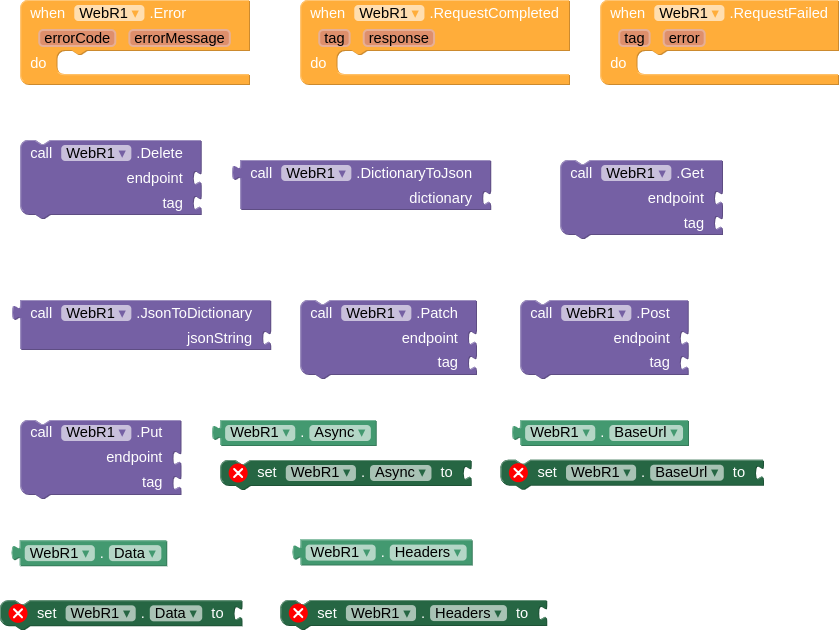 when WebR1 ▾ .Error
errorCode errorMessage
do
when WebR1 ▾ .RequestCompleted
tag response
do
when WebR1 ▾ .RequestFailed
tag error
do
call WebR1 ▾ .Delete
endpoint
tag
call WebR1 ▾ .DictionaryToJson
dictionary
call WebR1 ▾ .Get
endpoint
tag
call WebR1 ▾ .JsonToDictionary
jsonString
call WebR1 ▾ .Patch
endpoint
tag
call WebR1 ▾ .Post
endpoint
tag
call WebR1 ▾ .Put
endpoint
tag
WebR1 ▾ . Async ▾
set WebR1 ▾ . Async ▾ to
WebR1 ▾ . BaseUrl ▾
set WebR1 ▾ . BaseUrl ▾ to
WebR1 ▾ . Data ▾
WebR1 ▾ . Headers ▾
set WebR1 ▾ . Data ▾ to
set WebR1 ▾ . Headers ▾ to